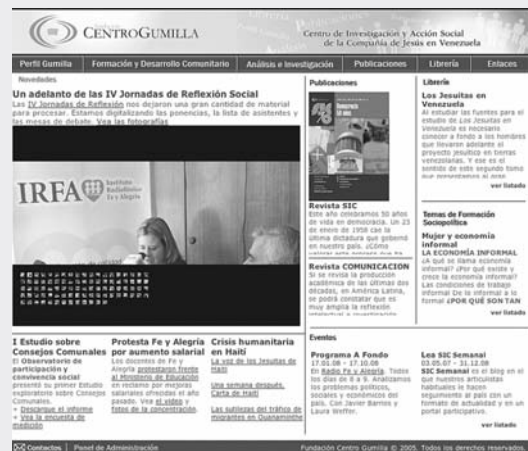 CENTROGUMILLA
Centro de Investigación y Acción Social
de la Compañía de Jesús en Venezuela
Perfil Gumilla
Formación y Desarrollo Comunitario
Análisis e Investigación
Publicaciones
Librería
Enlaces
Novedades
Un adelanto de las IV Jornadas de Reflexión Social
Las IV Jornadas de Reflexión nos dejaron una gran cantidad de material
para procesar. Estamos digitalizando las ponencias, la lista de asistentes y
las mesas de debate. Vea las fotografías
IRFA
Instituto
Radiofónico
Fe y Alegría
I Estudio sobre
Consejos Comunales
El Observatorio de
participación y
convivencia social
presentó su primer Estudio
exploratorio sobre Consejos
Comunales.
+ Descargue el informe
+ Vea la encuesta de
medición
Protesta Fe y Alegría
por aumento salarial
Los docentes de Fe y
Alegría protestaron frente
al Ministerio de Educación
en reclamo por mejoras
salariales ofrecidas el año
pasado. Vea el video y
fotos de la concentración.
Crisis humanitaria
en Haití
La voz de los Jesuitas de
Haití
Una semana después,
Carta de Haití
Las sutilezas del tráfico de
migrantes en Ouanaminthe
Publicaciones
Revista SIC
Este año celebramos 50 años
de vida en democracia. Un 23
de enero de 1958 cae la
última dictadura que gobernó
en nuestro país. ¿Cómo
Revista COMUNICACION
Si se revisa la producción
académica de las últimas dos
décadas, en América Latina,
se podrá constatar que es
muy amplia la reflexión
Librería
Los Jesuitas en
Venezuela
Al estudiar las fuentes para el
estudio de Los Jesuitas en
Venezuela es necesario
conocer a fondo a los hombres
que llevaron adelante el
proyecto jesuítico en tierras
venezolanas. Y ese es el
sentido de este segundo tomo
ver listado
Temas de Formación
Sociopolítica
Mujer y economía
informal
LA ECONOMÍA INFORMAL
¿A qué se llama economía
informal? ¿Por qué existe y
crece la economía informal?
Las condiciones de trabajo
informal De lo informal a lo
formal ¿POR QUÉ SON TAN
ver listado
Eventos
Programa A Fondo
17.01.08 - 17.10.08
En Radio Fe y Alegría. Todos
los días de 8 a 9. Analizamos
los problemas políticos,
sociales y económicos del
país. Con Javier Barrios y
Laura Weffer.
Lea SIC Semanal
03.05.07 - 31.12.08
SIC Semanal es el blog en el
que nuestros articulistas
habituales le hacen
seguimiento al país con un
formato de actualidad y en un
portal participativo.
ver listado
Contactos | Panel de Administración
Fundación Centro Gumilla © 2005. Todos los derechos reservados.